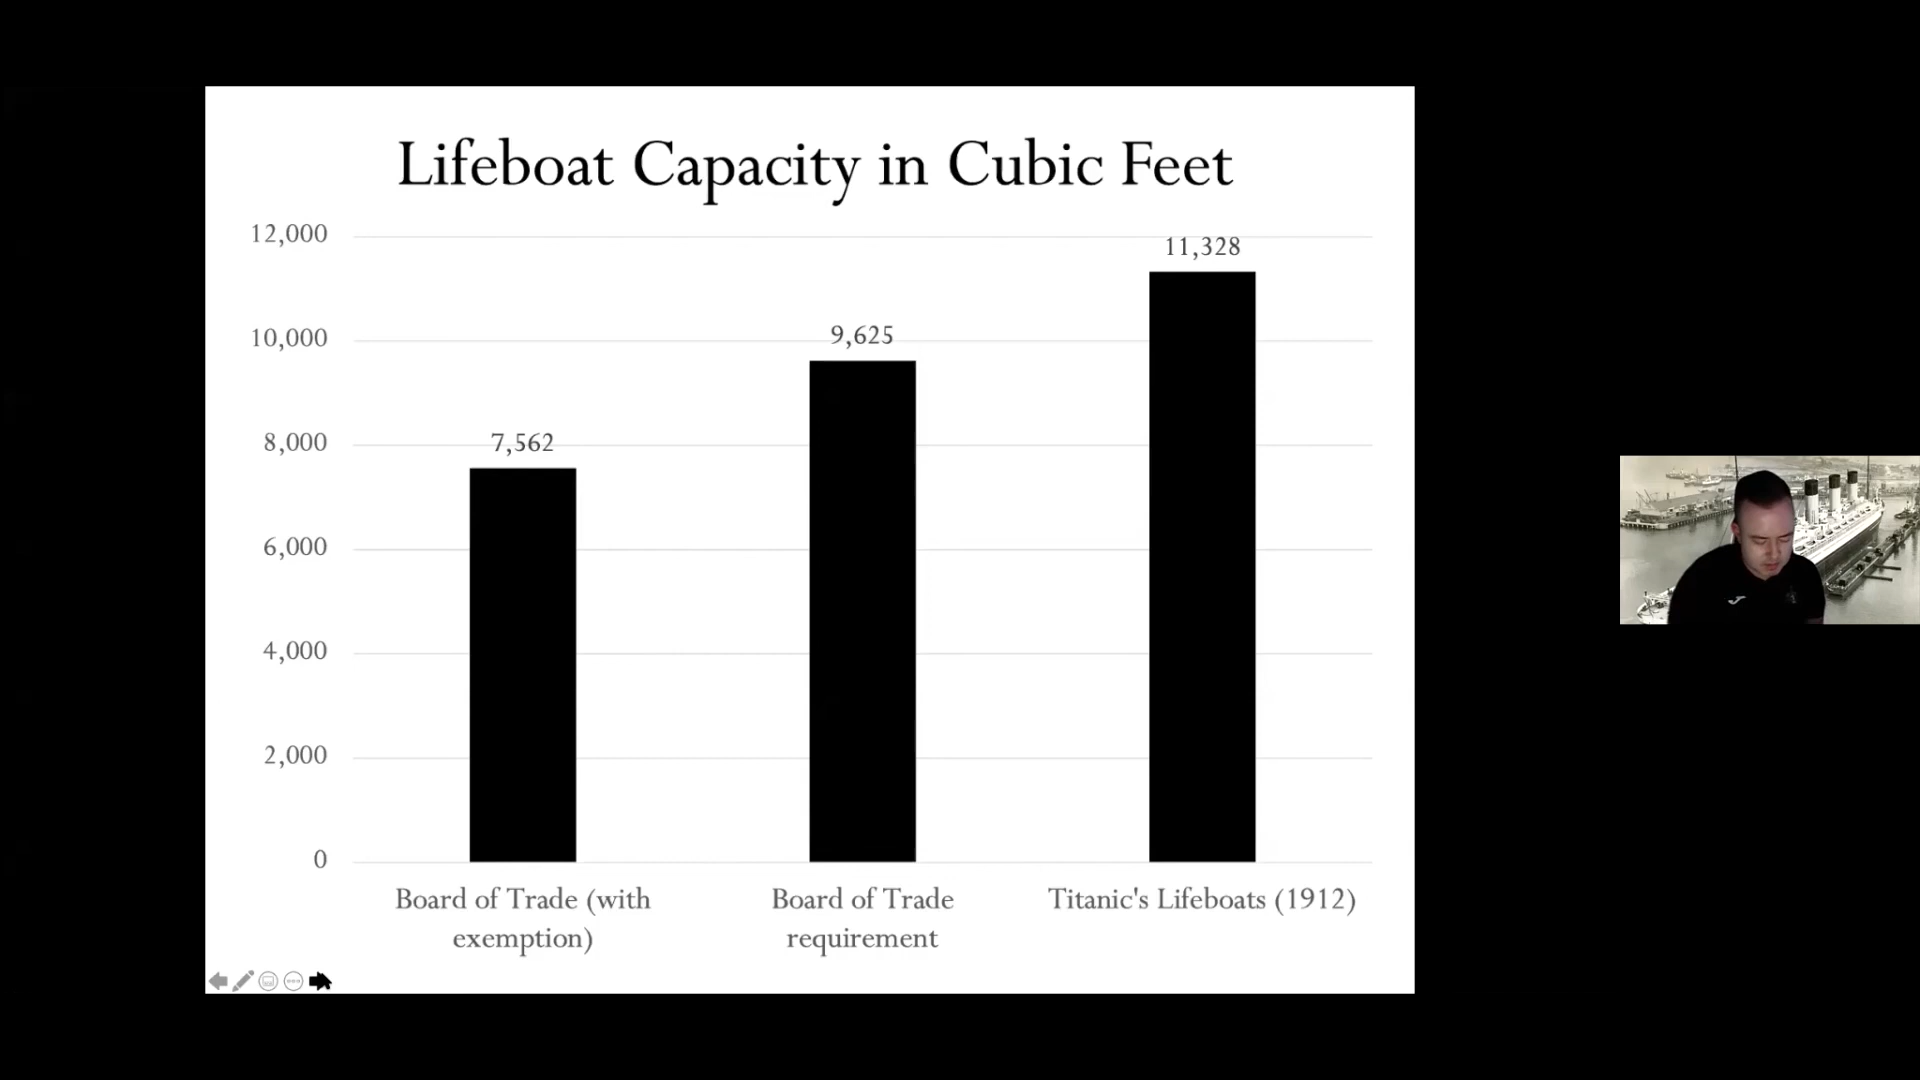 Lifeboat Capacity in Cubic Feet
12,000
11,328
10,000
9,625
8,000
7,562
6,000
4,000
2,000
0
Board of Trade (with
exemption)
Board of Trade
requirement
Titanic's Lifeboats (1912)